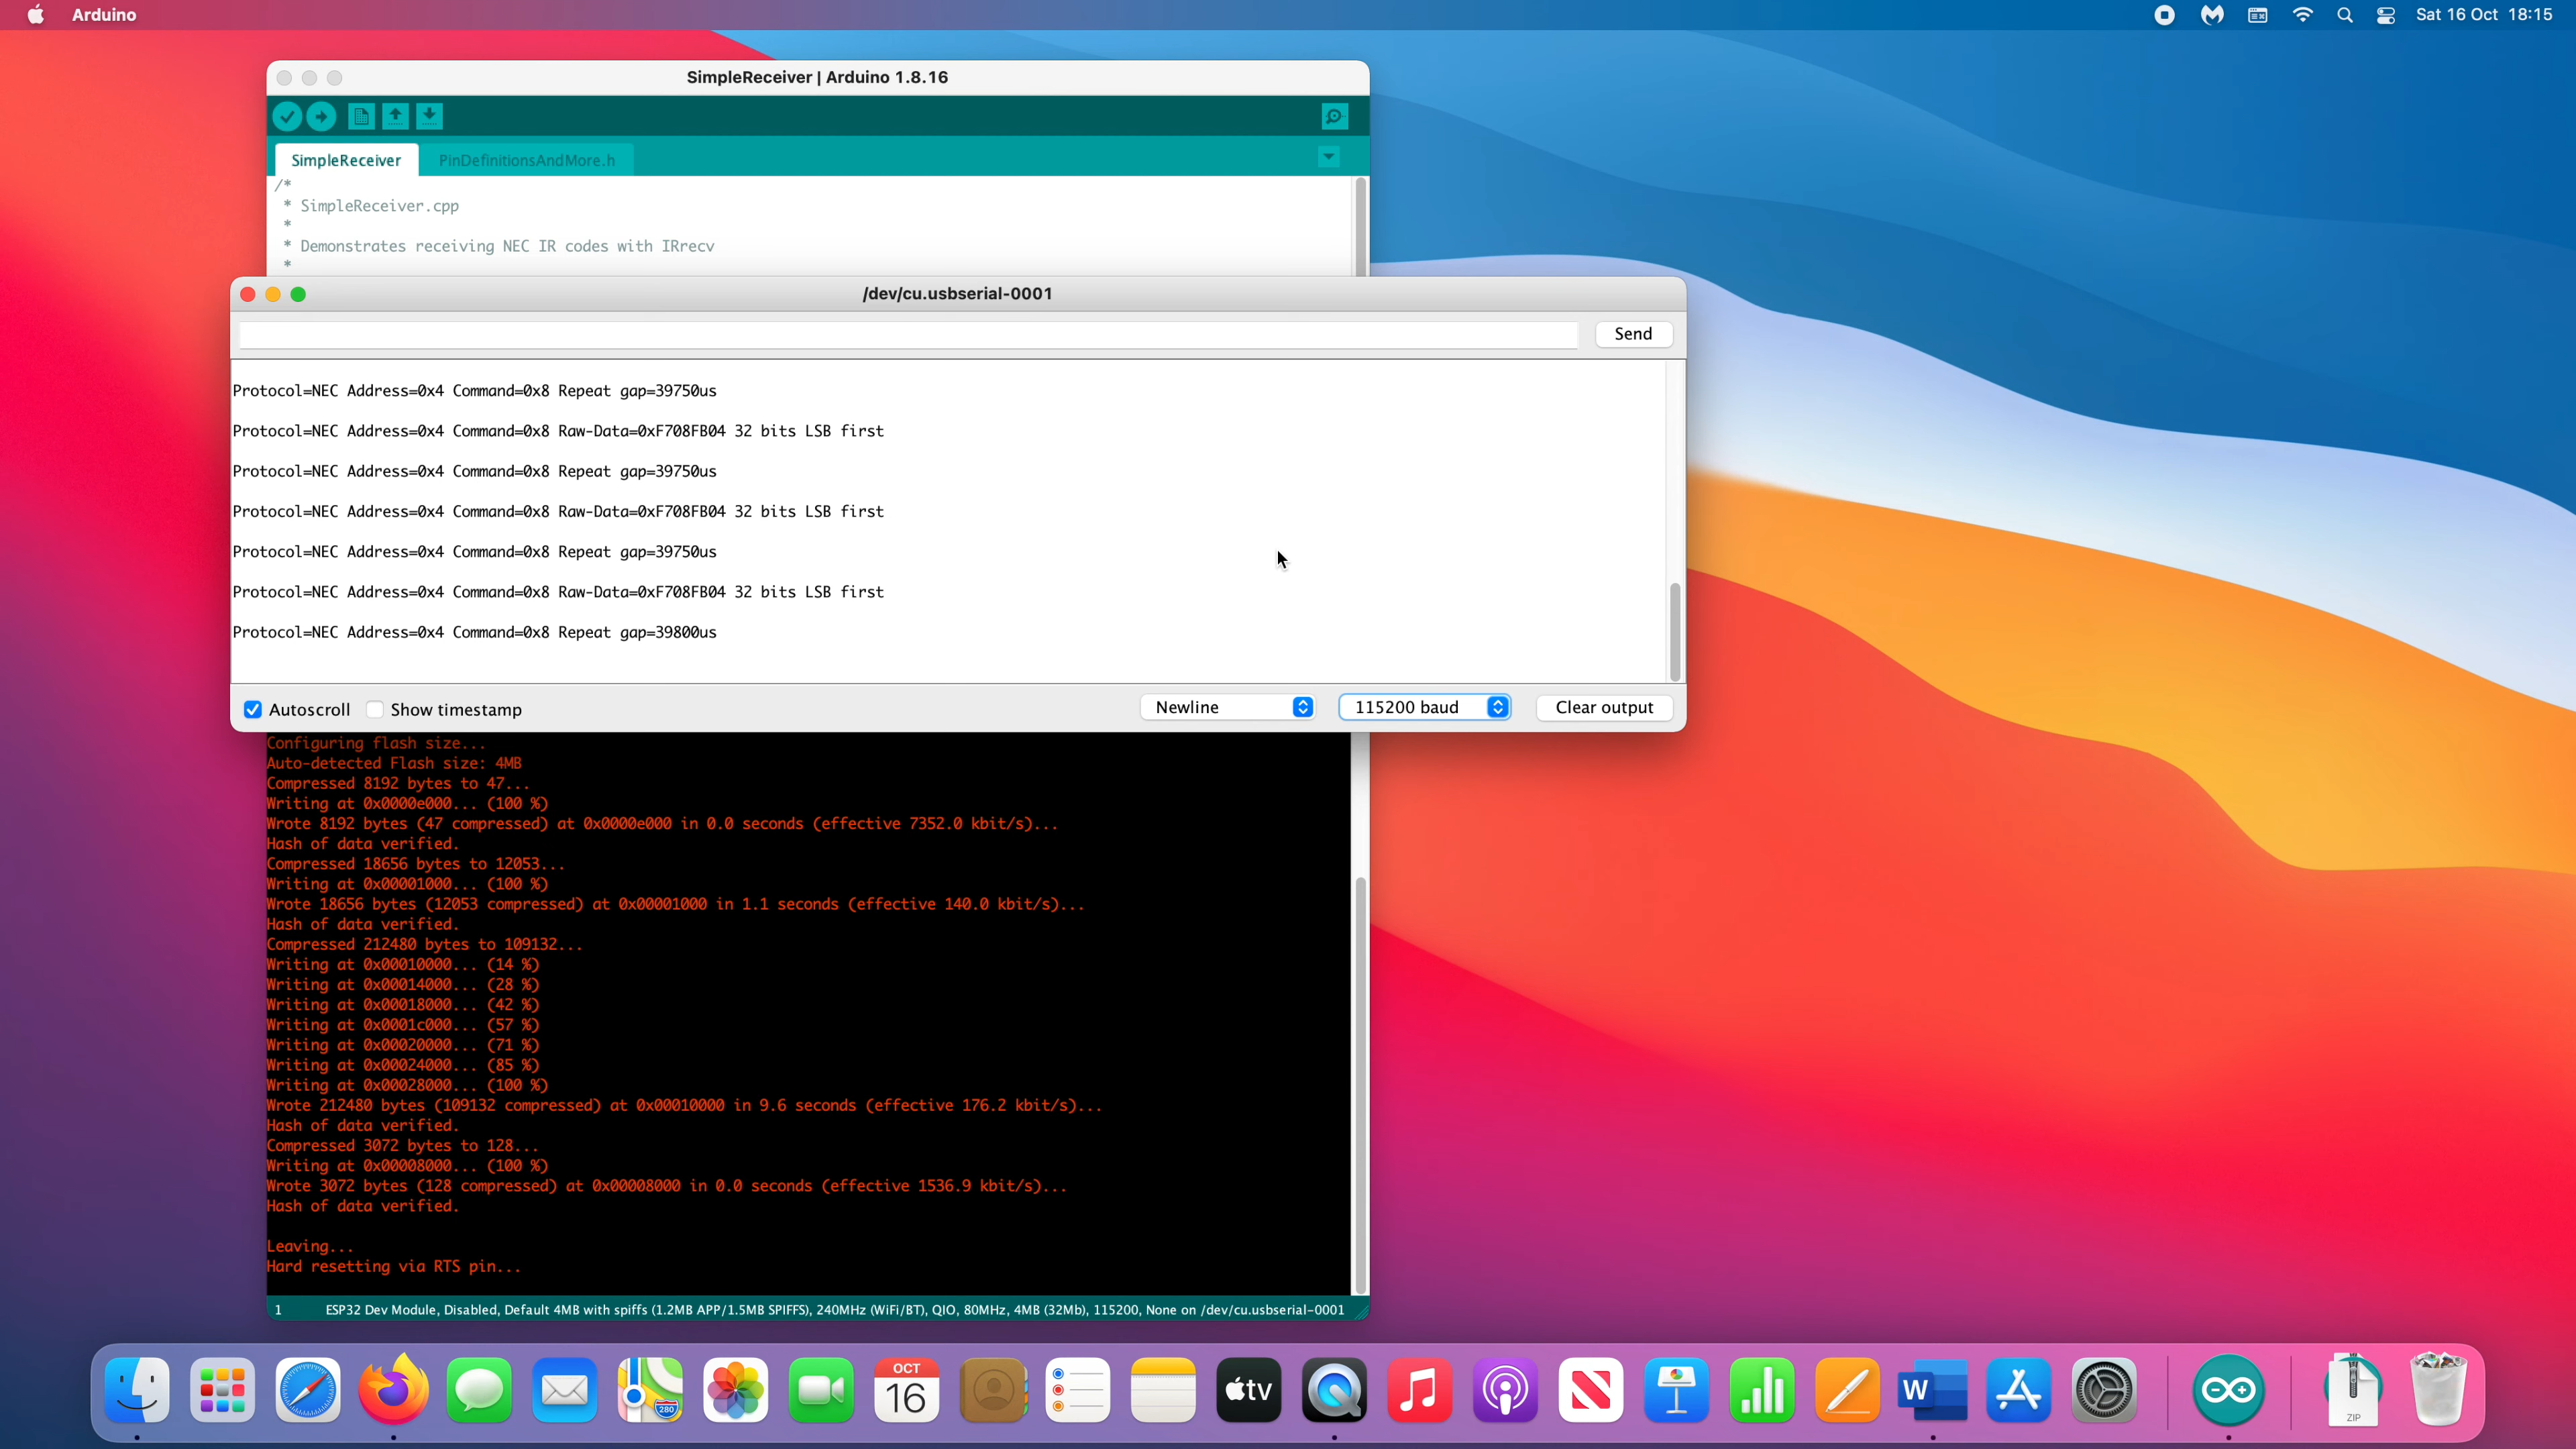 Arduino
Sat 16 Oct 18:15
SimpleReceiver | Arduino 1.8.16
SimpleReceiver
PinDefinitionsAndMore.h
/*
* SimpleReceiver.cpp
*
* Demonstrates receiving NEC IR codes with IRrecv
*
/dev/cu.usbserial-0001
Send
Protocol=NEC Address=0x4 Command=0x8 Repeat gap=39750us
Protocol=NEC Address=0x4 Command=0x8 Raw-Data=0xF708FB04 32 bits LSB first
Protocol=NEC Address=0x4 Command=0x8 Repeat gap=39750us
Protocol=NEC Address=0x4 Command=0x8 Raw-Data=0xF708FB04 32 bits LSB first
Protocol=NEC Address=0x4 Command=0x8 Repeat gap=39750us
Protocol=NEC Address=0x4 Command=0x8 Raw-Data=0xF708FB04 32 bits LSB first
Protocol=NEC Address=0x4 Command=0x8 Repeat gap=39800us
Autoscroll
Show timestamp
Newline
115200 baud
Clear output
Configuring flash size...
Auto-detected Flash size: 4MB
Compressed 8192 bytes to 47...
Writing at 0x0000e000... (100 %)
Wrote 8192 bytes (47 compressed) at 0x0000e000 in 0.0 seconds (effective 7352.0 kbit/s)...
Hash of data verified.
Compressed 18656 bytes to 12053...
Writing at 0x00001000... (100 %)
Wrote 18656 bytes (12053 compressed) at 0x00001000 in 1.1 seconds (effective 140.0 kbit/s)...
Hash of data verified.
Compressed 212480 bytes to 109132...
Writing at 0x00010000... (14 %)
Writing at 0x00014000... (28 %)
Writing at 0x00018000... (42 %)
Writing at 0x0001c000... (57 %)
Writing at 0x00020000... (71 %)
Writing at 0x00024000... (85 %)
Writing at 0x00028000... (100 %)
Wrote 212480 bytes (109132 compressed) at 0x00010000 in 9.6 seconds (effective 176.2 kbit/s)...
Hash of data verified.
Compressed 3072 bytes to 128...
Writing at 0x00008000... (100 %)
Wrote 3072 bytes (128 compressed) at 0x00008000 in 0.0 seconds (effective 1536.9 kbit/s)...
Hash of data verified.
Leaving...
Hard resetting via RTS pin...
1
ESP32 Dev Module, Disabled, Default 4MB with spiffs (1.2MB APP/1.5MB SPIFFS), 240MHz (WiFi/BT), QIO, 80MHz, 4MB (32Mb), 115200, None on /dev/cu.usbserial-0001
280
OCT
16
tv
W
ZIP